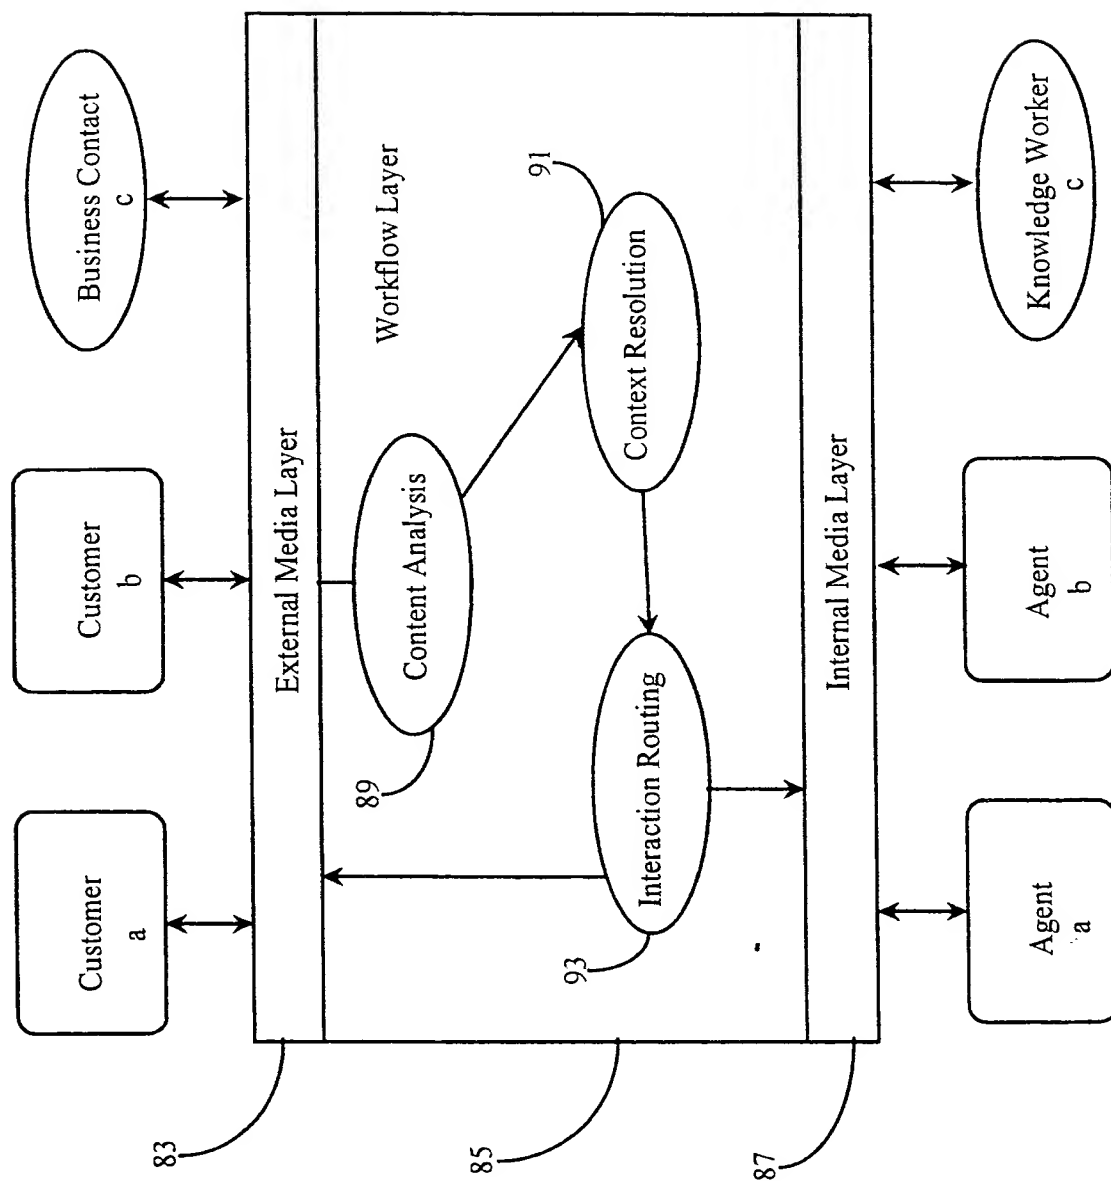 Customer
a
Customer
b
Business Contact
c
83
External Media Layer
85
Workflow Layer
89
Content Analysis
91
Context Resolution
93
Interaction Routing
87
Internal Media Layer
Agent
a
Agent
b
Knowledge Worker
c